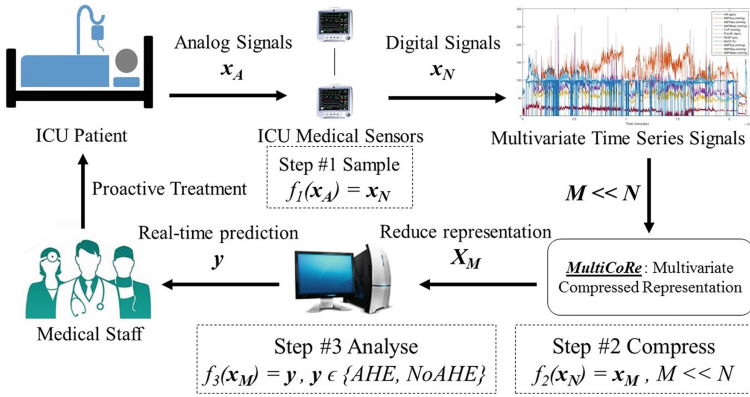 Analog Signals
x_A
Digital Signals
x_N
ICU Patient
ICU Medical Sensors
Time (minutes)
Multivariate Time Series Signals
Step #1 Sample
f_1(x_A) = x_N
Proactive Treatment
M << N
Real-time prediction
y
Reduce representation
X_M
MultiCoRe : Multivariate
Compressed Representation
Medical Staff
Step #3 Analyse
f_3(x_M) = y , y ϵ {AHE, NoAHE}
Step #2 Compress
f_2(x_N) = x_M , M << N